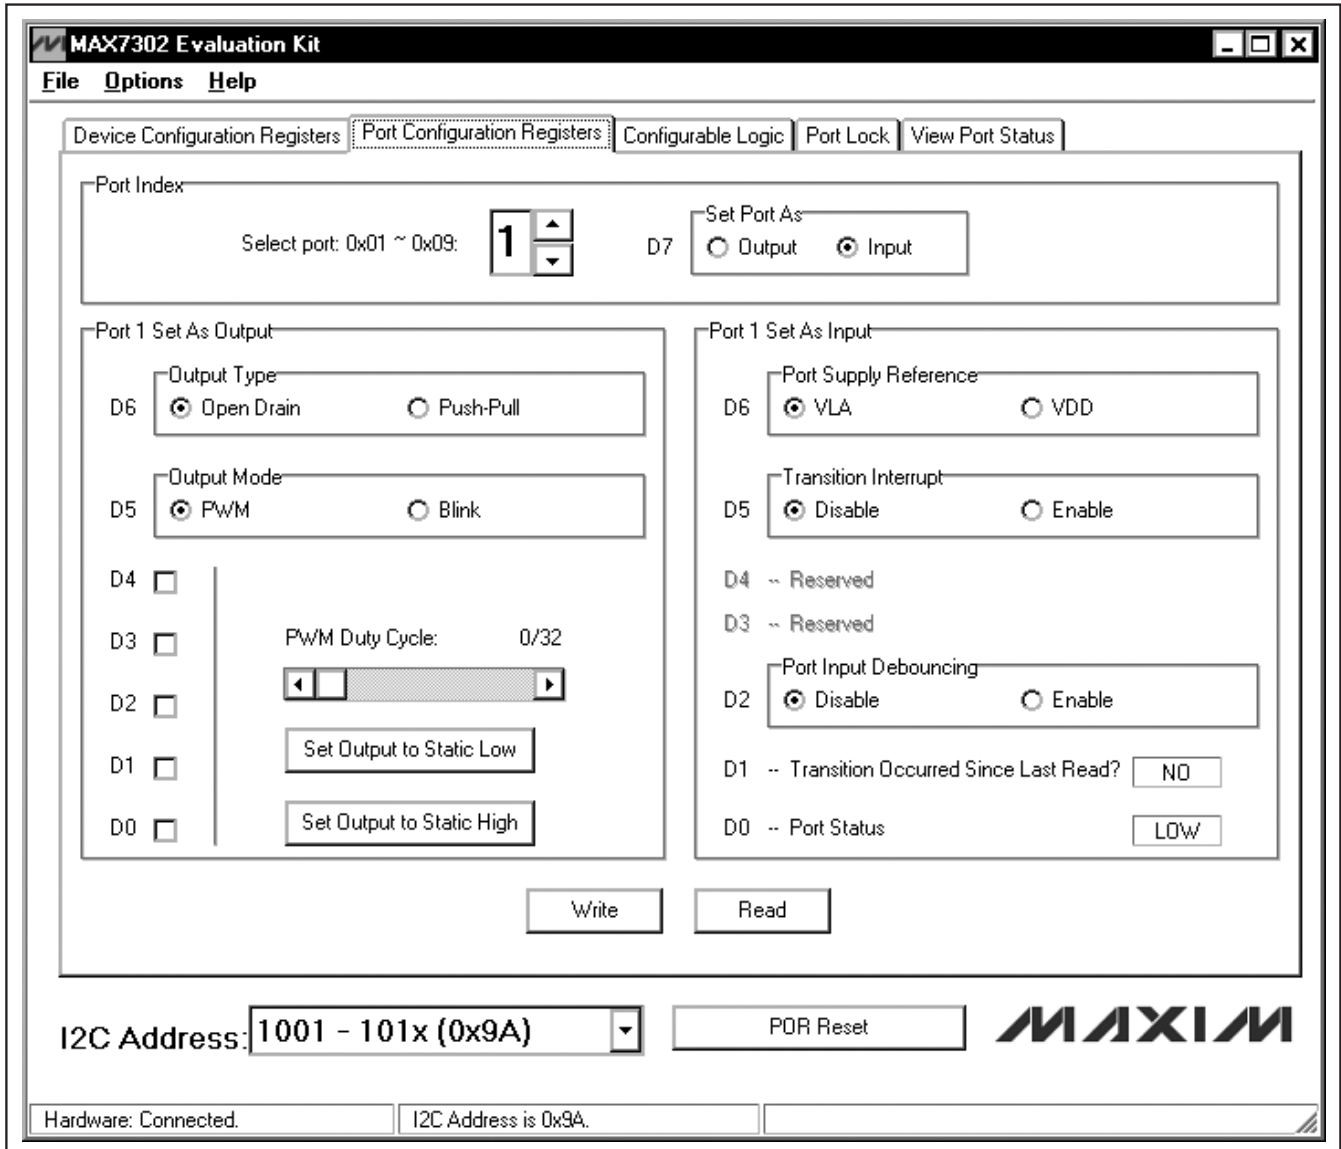 MAX7302 Evaluation Kit
File Options Help
Device Configuration Registers Port Configuration Registers Configurable Logic Port Lock View Port Status
Port Index
Select port: 0x01 ~ 0x09: 1 D7 Set Port As Output Input
Port 1 Set As Output
Output Type
D6 Open Drain Push-Pull
Output Mode
D5 PWM Blink
D4
D3 PWM Duty Cycle: 0/32
D2
Set Output to Static Low
D1
Set Output to Static High
D0
Port 1 Set As Input
Port Supply Reference
D6 VLA VDD
Transition Interrupt
D5 Disable Enable
D4 -- Reserved
D3 -- Reserved
Port Input Debouncing
D2 Disable Enable
D1 -- Transition Occurred Since Last Read? NO
D0 -- Port Status LOW
Write Read
I2C Address: 1001 - 101x (0x9A) POR Reset MAXIM
Hardware: Connected. I2C Address is 0x9A.